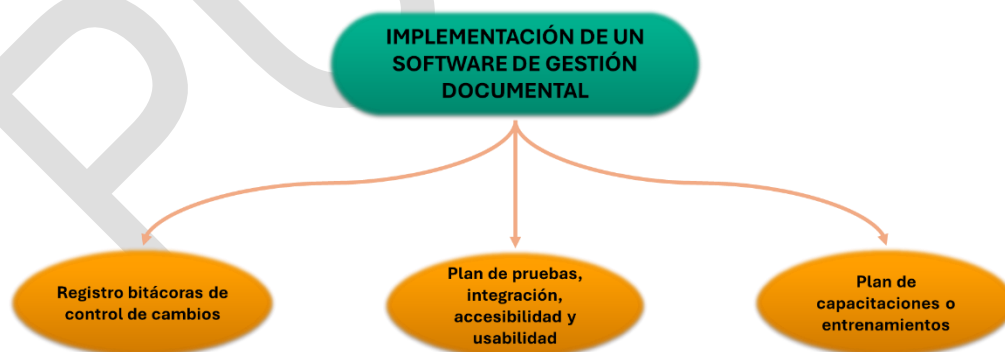 IMPLEMENTACIÓN DE UN
SOFTWARE DE GESTIÓN
DOCUMENTAL
Registro bitácoras de
control de cambios
Plan de pruebas,
integración,
accesibilidad y
usabilidad
Plan de
capacitaciones o
entrenamientos